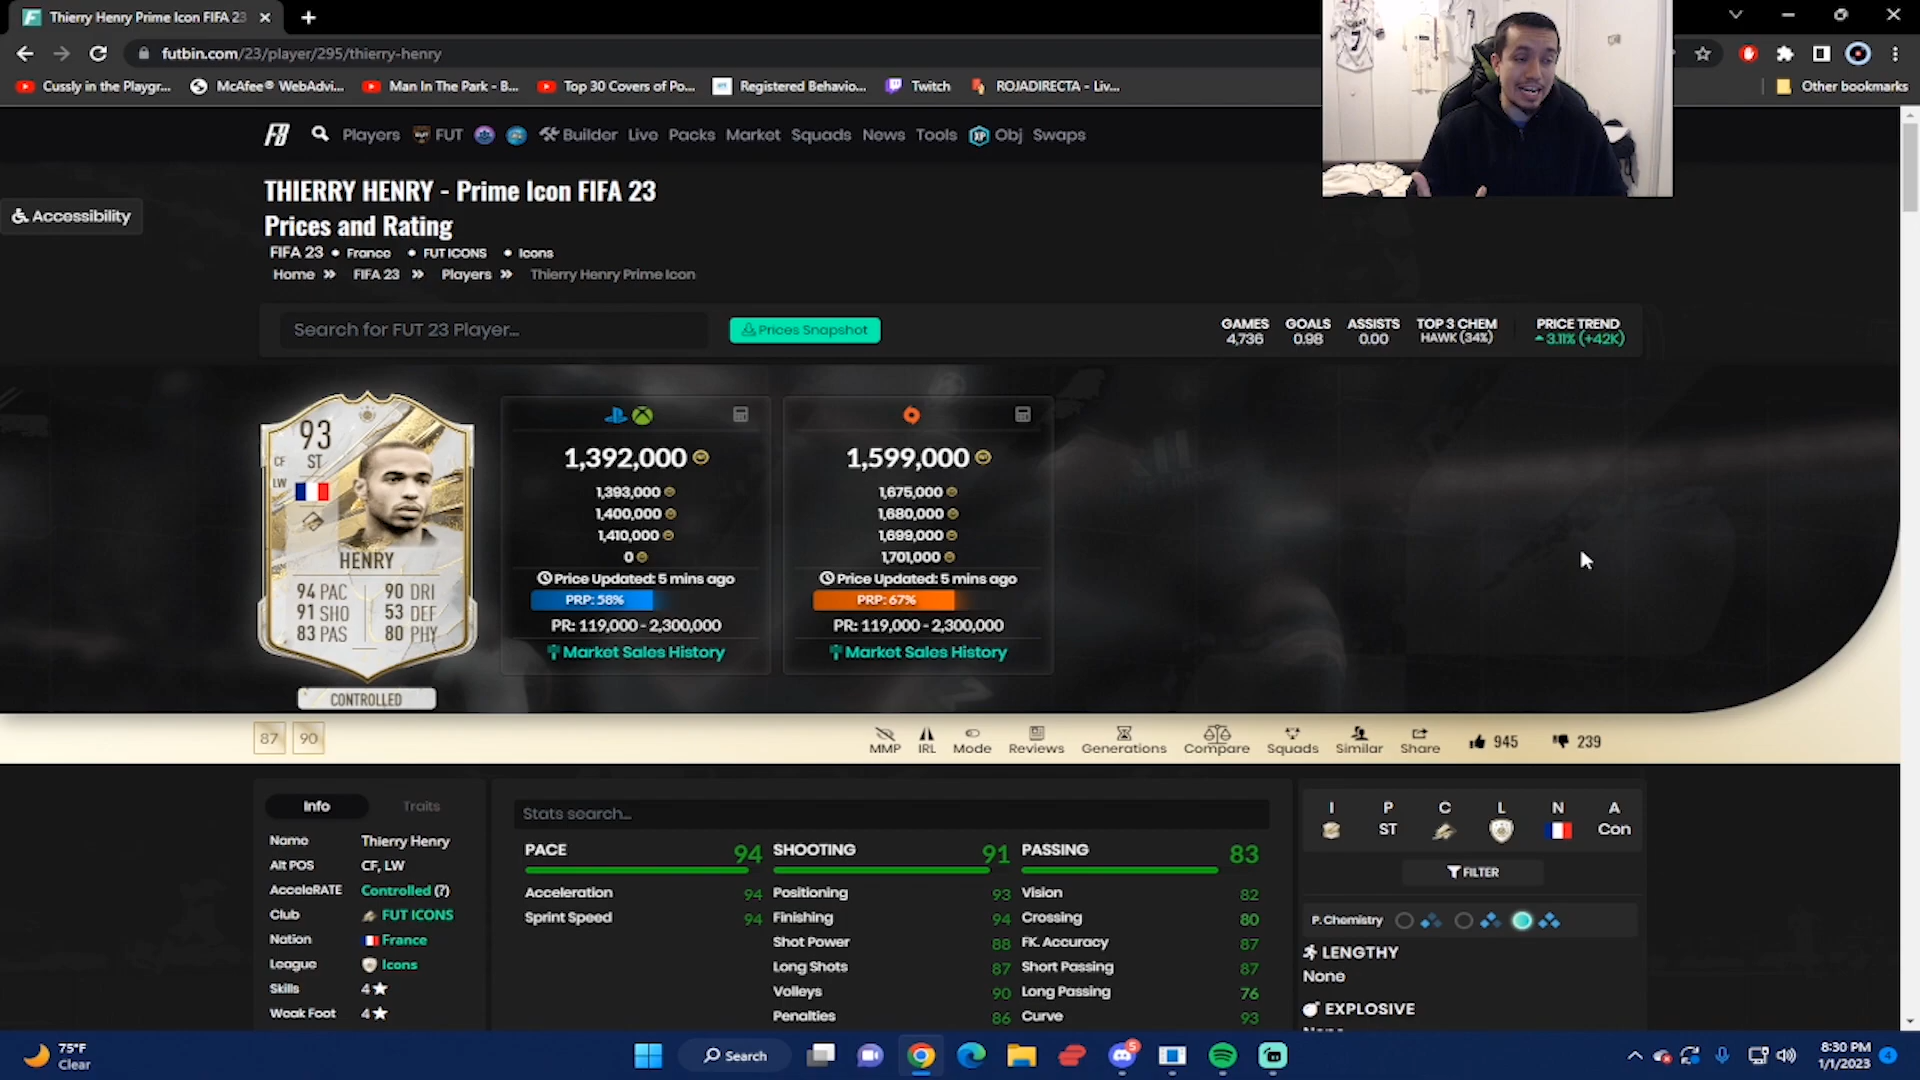 Thierry Henry Prime Icon FIFA 23
futbin.com/23/player/295/thierry-henry
Cussly in the Playgr... McAfee® WebAdvi... Man In The Park - B... Top 30 Covers of Po... Registered Behavio... Twitch ROJADIRECTA - Liv... Other bookmarks
Players FUT Builder Live Packs Market Squads News Tools XP Obj Swaps
THIERRY HENRY - Prime Icon FIFA 23
Prices and Rating
Accessibility
FIFA 23 • France • FUT ICONS • Icons
Home » FIFA 23 » Players » Thierry Henry Prime Icon
Search for FUT 23 Player...
Prices Snapshot
GAMES GOALS ASSISTS TOP 3 CHEM PRICE TREND
4,736 0.98 0.00 HAWK (34%) 3.11% (+42K)
93
CF ST
LW
HENRY
94 PAC 90 DRI
91 SHO 53 DEF
83 PAS 80 PHY
CONTROLLED
1,392,000
1,393,000
1,400,000
1,410,000
0
Price Updated: 5 mins ago
PRP: 58%
PR: 119,000 - 2,300,000
Market Sales History
1,599,000
1,675,000
1,680,000
1,699,000
1,701,000
Price Updated: 5 mins ago
PRP: 67%
PR: 119,000 - 2,300,000
Market Sales History
87 90
MMP IRL Mode Reviews Generations Compare Squads Similar Share 945 239
Info Traits
Name Thierry Henry
Alt POS CF, LW
AcceleRATE Controlled (?)
Club FUT ICONS
Nation France
League Icons
Skills 4★
Weak Foot 4★
Stats search...
PACE 94
Acceleration 94
Sprint Speed 94
SHOOTING 91
Positioning 93
Finishing 94
Shot Power 88
Long Shots 87
Volleys 90
Penalties 86
PASSING 83
Vision 82
Crossing 80
FK. Accuracy 87
Short Passing 87
Long Passing 76
Curve 93
I P C L N A
ST Con
FILTER
P. Chemistry
LENGTHY
None
EXPLOSIVE
75°F
Clear
Search
5
8:30 PM
1/1/2023
4